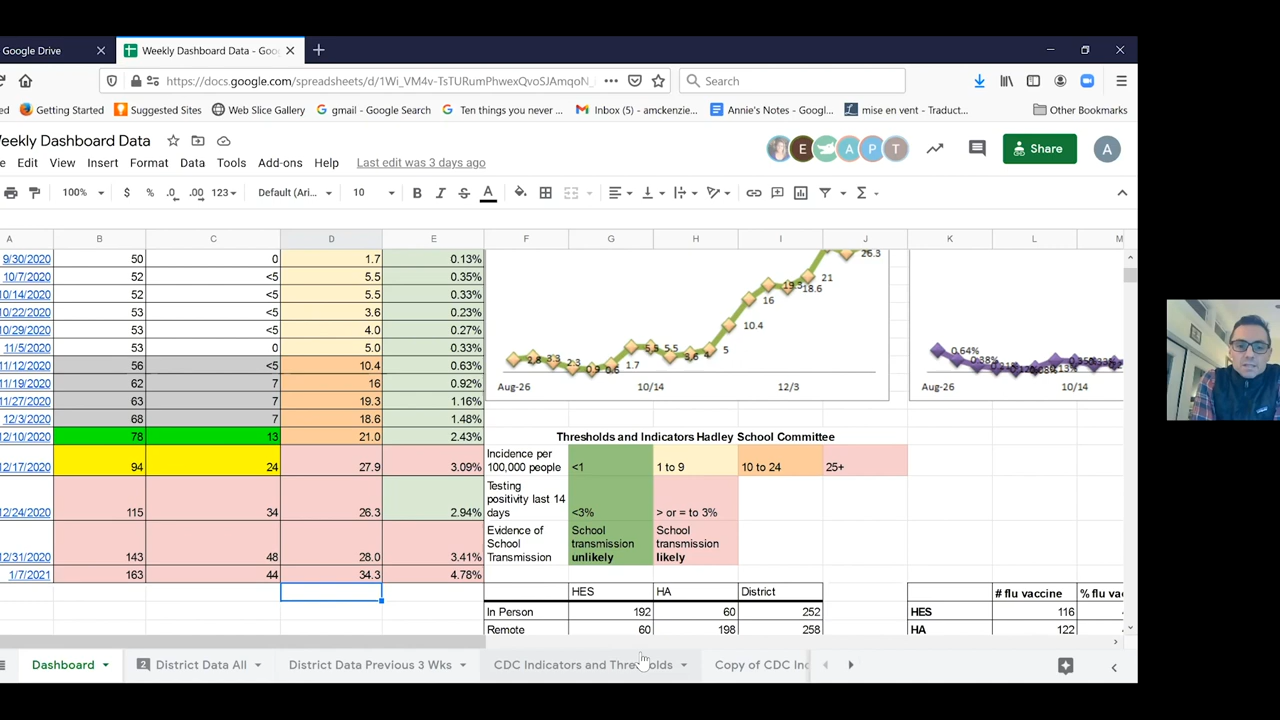 Google Drive
Weekly Dashboard Data - Goo
https://docs.google.com/spreadsheets/d/1Wi_VM4v-TsTURumPhwexQvoSJAmqoN_
Search
Getting Started
Suggested Sites
Web Slice Gallery
gmail - Google Search
Ten things you never ...
Inbox (5) - amckenzie...
Annie's Notes - Googl...
mise en vent - Traduct...
Other Bookmarks
Weekly Dashboard Data
E
A
P
T
Share
A
Edit View Insert Format Data Tools Add-ons Help Last edit was 3 days ago
100% $ % .0 .00 123 Default (Ari... 10 B I S A
A B C D E F G H I J K L M
9/30/2020 50 0 1.7 0.13%
10/7/2020 52 <5 5.5 0.35%
10/14/2020 52 <5 5.5 0.33%
10/22/2020 53 <5 3.6 0.23%
10/29/2020 53 <5 4.0 0.27%
11/5/2020 53 0 5.0 0.33%
11/12/2020 56 <5 10.4 0.63%
11/19/2020 62 7 16 0.92%
11/27/2020 63 7 19.3 1.16%
12/3/2020 68 7 18.6 1.48%
12/10/2020 78 13 21.0 2.43%
12/17/2020 94 24 27.9 3.09%
12/24/2020 115 34 26.3 2.94%
12/31/2020 143 48 28.0 3.41%
1/7/2021 163 44 34.3 4.78%
26.3
21
19.3 18.6
16
10.4
2.8 3.3 2.3 0.9 0.6 1.7 5.5 5.5 3.6 4 5
Aug-26 10/14 12/3
0.64%
0.38%
0.13%
Aug-26 10/14
Thresholds and Indicators Hadley School Committee
Incidence per
100,000 people <1 1 to 9 10 to 24 25+
Testing
positivity last 14
days <3% > or = to 3%
Evidence of School School
School transmission transmission
Transmission unlikely likely
HES HA District
In Person 192 60 252
Remote 60 198 258
# flu vaccine % flu va
HES 116
HA 122
Dashboard
2 District Data All
District Data Previous 3 Wks
CDC Indicators and Thresholds
Copy of CDC Inc